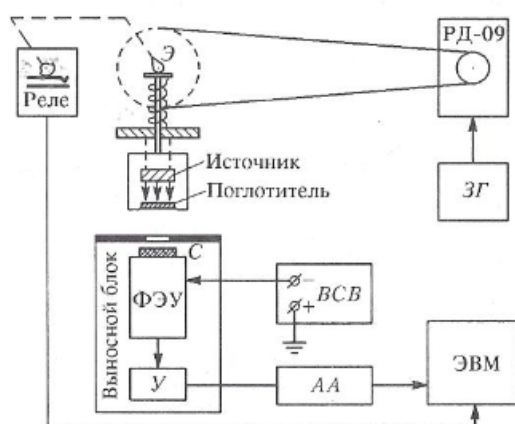 РД-09
Э
Реле
Источник
Поглотитель
ЗГ
Выносной блок
С
ФЭУ
−
+
ВСВ
У
АА
ЭВМ